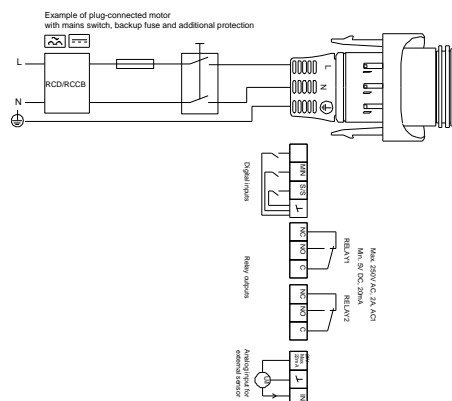 Example of plug-connected motor
with mains switch, backup fuse and additional protection
L
RCD/RCCB
N
L
N
Digital inputs
MIN
S/S
Relay outputs
NC
NO
C
RELAY1
Max. 250V AC, 2A, AC1
Min. 5V DC, 20mA
NC
NO
C
RELAY2
Analog input for
external sensor
Max.
22mA
IN